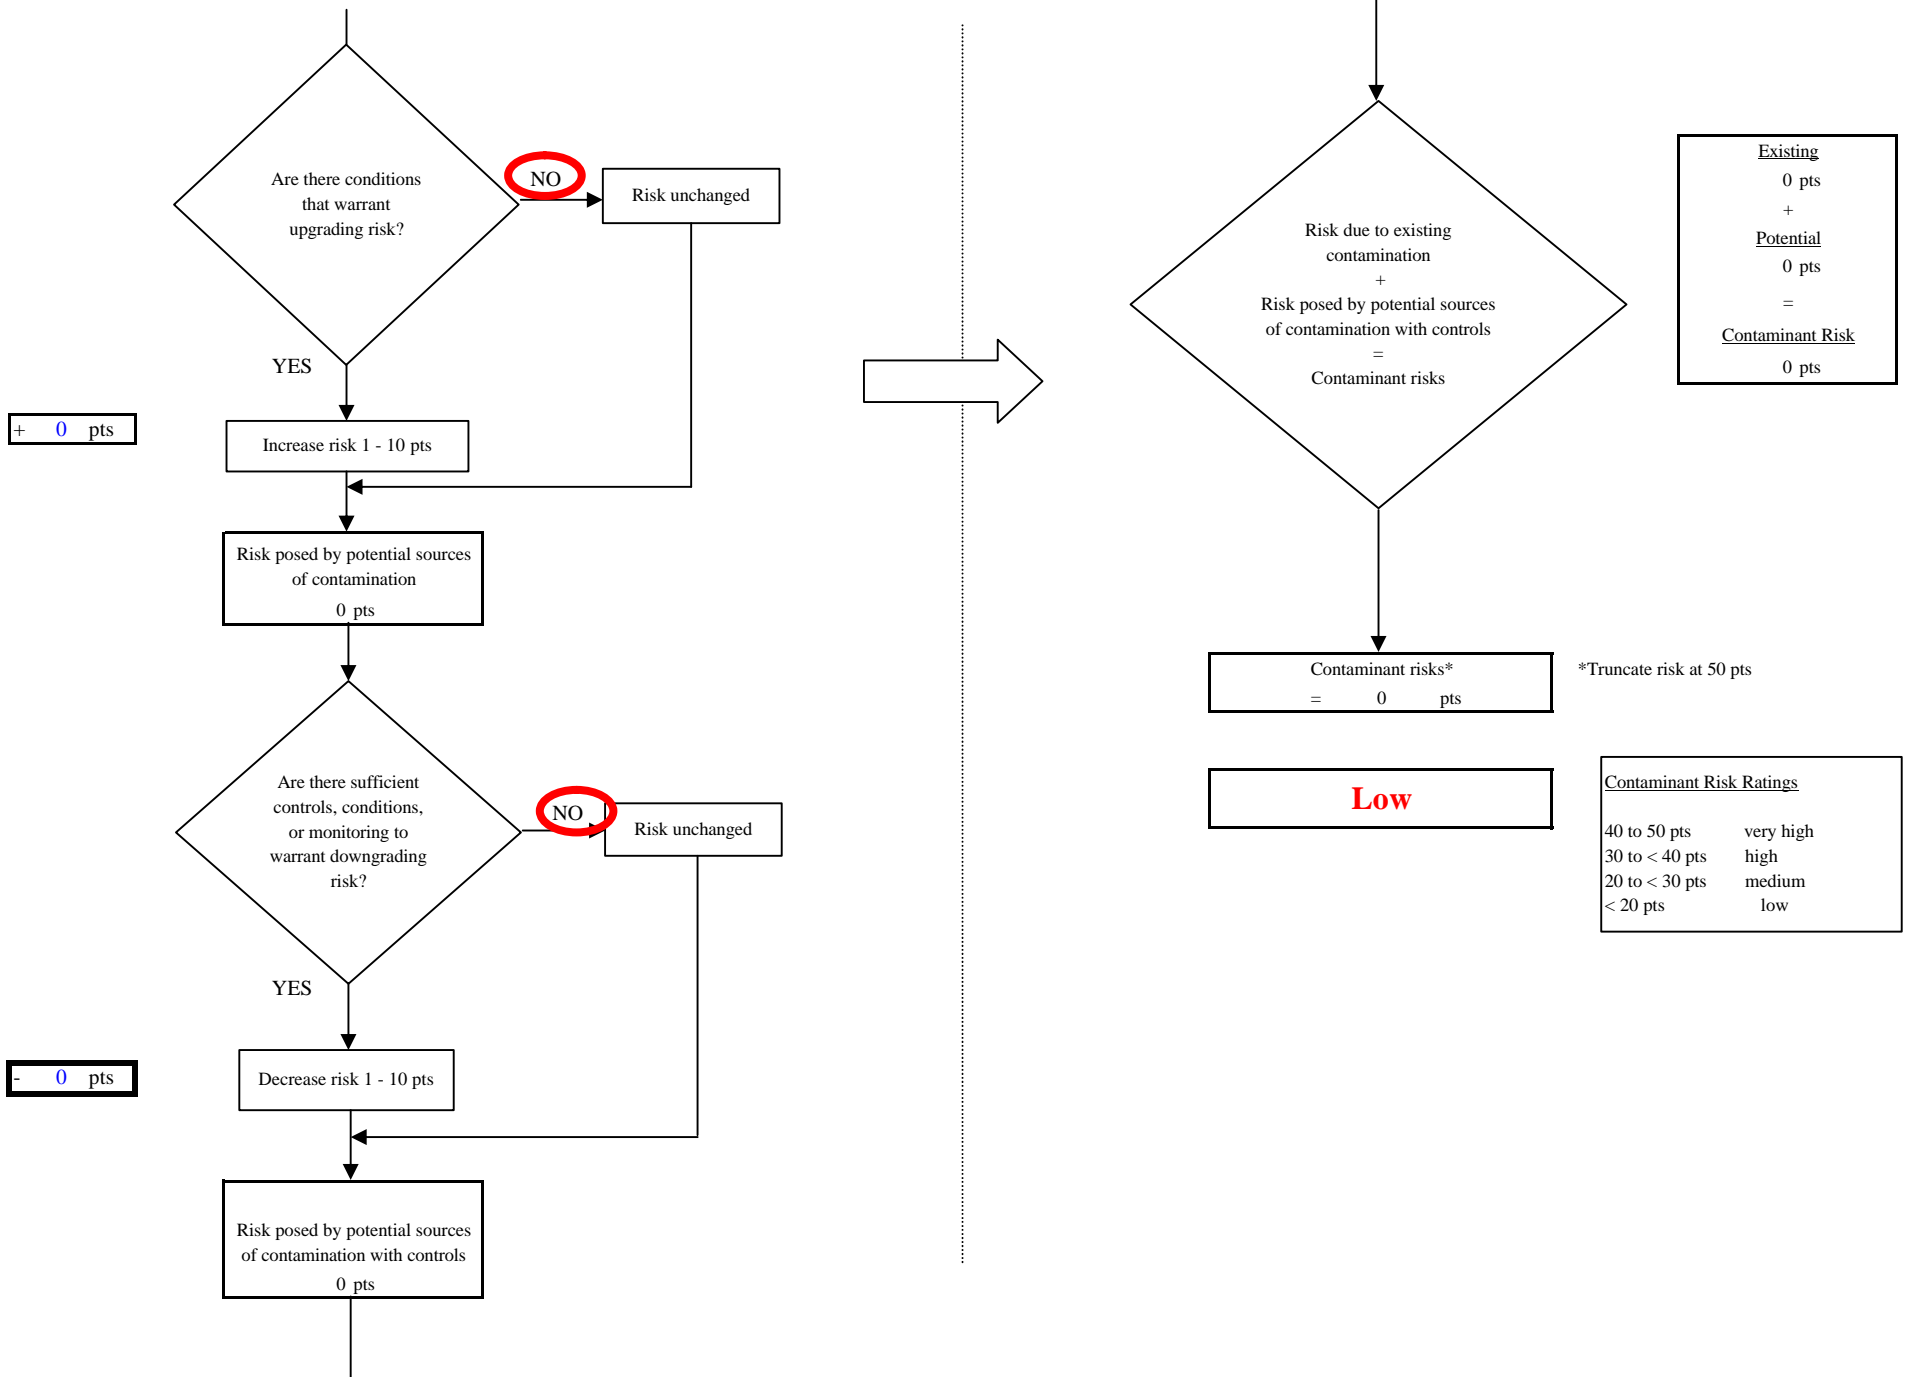 Are there conditions
that warrant
upgrading risk?
NO
Risk unchanged
YES
+ 0 pts
Increase risk 1 - 10 pts
Risk posed by potential sources
of contamination
0 pts
Are there sufficient
controls, conditions,
or monitoring to
warrant downgrading
risk?
NO
Risk unchanged
YES
- 0 pts
Decrease risk 1 - 10 pts
Risk posed by potential sources
of contamination with controls
0 pts
Risk due to existing
contamination
+
Risk posed by potential sources
of contamination with controls
=
Contaminant risks
Existing
0 pts
+
Potential
0 pts
=
Contaminant Risk
0 pts
Contaminant risks*
= 0 pts
*Truncate risk at 50 pts
Low
Contaminant Risk Ratings
40 to 50 pts very high
30 to < 40 pts high
20 to < 30 pts medium
< 20 pts low